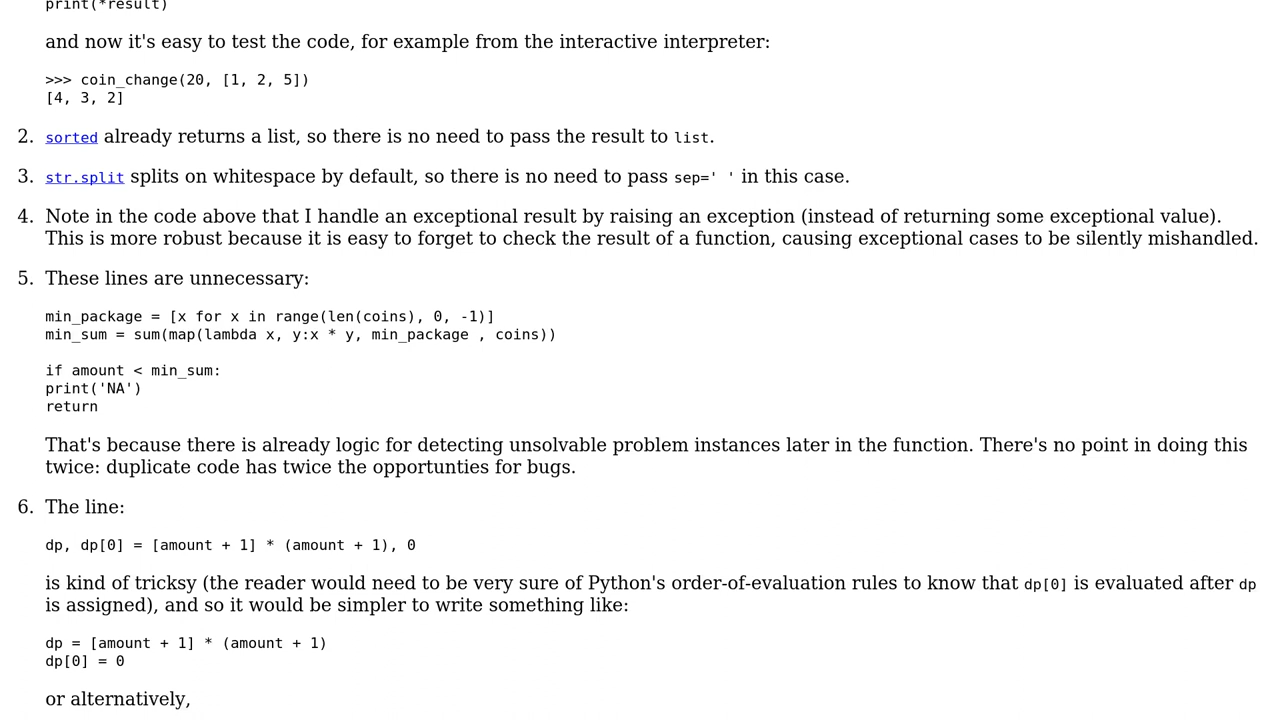 print(*result)
and now it's easy to test the code, for example from the interactive interpreter:
>>> coin_change(20, [1, 2, 5])
[4, 3, 2]
2. sorted already returns a list, so there is no need to pass the result to list.
3. str.split splits on whitespace by default, so there is no need to pass sep=' ' in this case.
4. Note in the code above that I handle an exceptional result by raising an exception (instead of returning some exceptional value).
This is more robust because it is easy to forget to check the result of a function, causing exceptional cases to be silently mishandled.
5. These lines are unnecessary:
min_package = [x for x in range(len(coins), 0, -1)]
min_sum = sum(map(lambda x, y:x * y, min_package , coins))
if amount < min_sum:
print('NA')
return
That's because there is already logic for detecting unsolvable problem instances later in the function. There's no point in doing this
twice: duplicate code has twice the opportunties for bugs.
6. The line:
dp, dp[0] = [amount + 1] * (amount + 1), 0
is kind of tricksy (the reader would need to be very sure of Python's order-of-evaluation rules to know that dp[0] is evaluated after dp
is assigned), and so it would be simpler to write something like:
dp = [amount + 1] * (amount + 1)
dp[0] = 0
or alternatively,